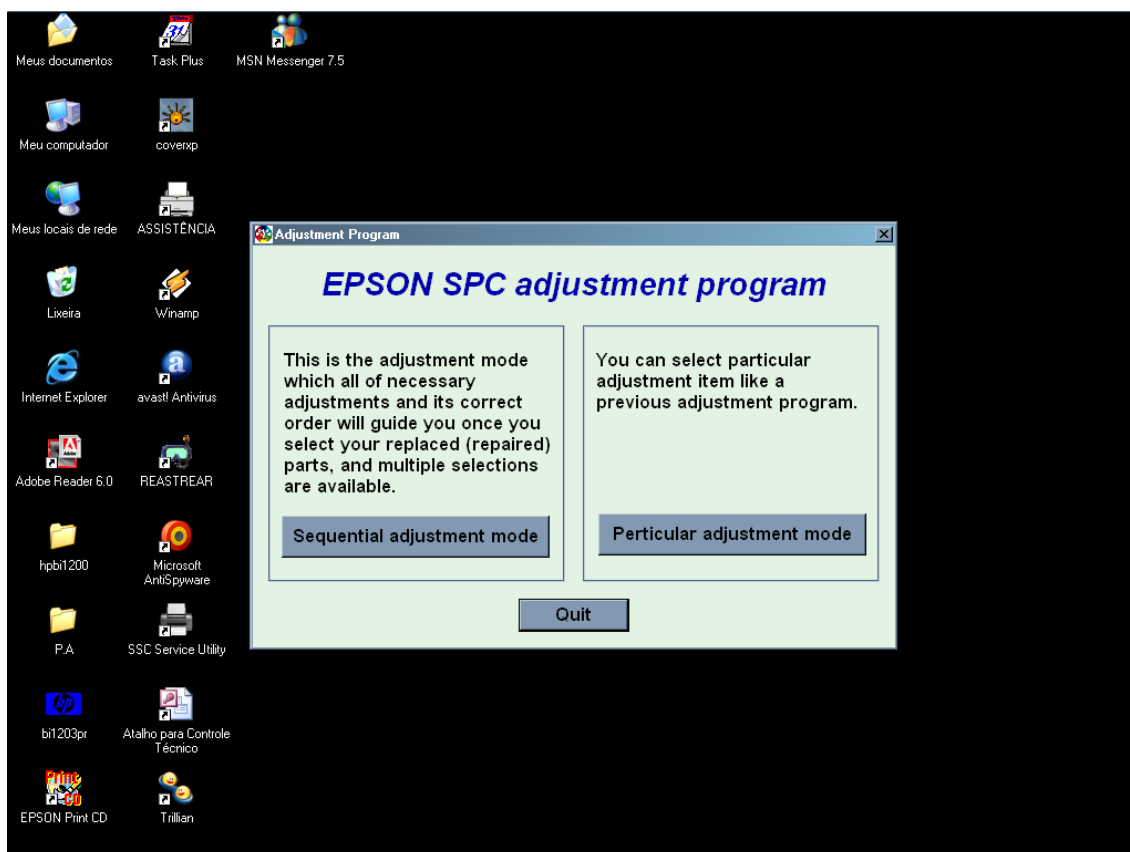 Meus documentos
Task Plus
MSN Messenger 7.5
Meu computador
coverxp
Meus locais de rede
ASSISTÊNCIA
Lixeira
Winamp
Internet Explorer
avast! Antivirus
Adobe Reader 6.0
REASTREAR
hpbi1200
Microsoft
AntiSpyware
P.A
SSC Service Utility
bi1203pr
Atalho para Controle
Técnico
EPSON Print CD
Trillian
Adjustment Program
EPSON SPC adjustment program
This is the adjustment mode
which all of necessary
adjustments and its correct
order will guide you once you
select your replaced (repaired)
parts, and multiple selections
are available.
Sequential adjustment mode
You can select particular
adjustment item like a
previous adjustment program.
Perticular adjustment mode
Quit